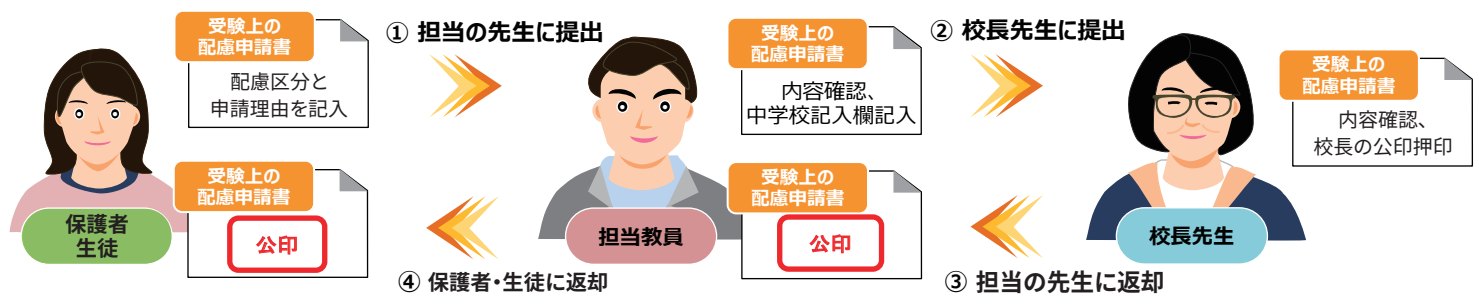 受験上の
配慮申請書
配慮区分と
申請理由を記入
① 担当の先生に提出
受験上の
配慮申請書
内容確認、
中学校記入欄記入
② 校長先生に提出
受験上の
配慮申請書
内容確認、
校長の公印押印
保護者
生徒
受験上の
配慮申請書
公印
担当教員
受験上の
配慮申請書
公印
校長先生
④ 保護者・生徒に返却
③ 担当の先生に返却